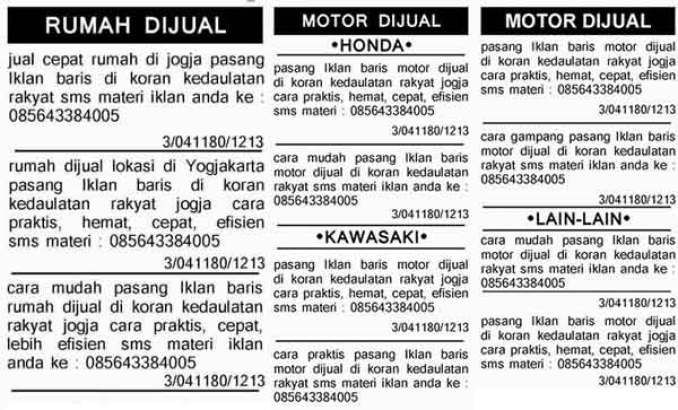 RUMAH DIJUAL
jual cepat rumah di jogja pasang
Iklan baris di koran kedaulatan
rakyat sms materi iklan anda ke :
085643384005
3/041180/1213
rumah dijual lokasi di Yogjakarta
pasang Iklan baris di koran
kedaulatan rakyat jogja cara
praktis, hemat, cepat, efisien
sms materi : 085643384005
3/041180/1213
cara mudah pasang Iklan baris
rumah dijual di koran kedaulatan
rakyat jogja cara praktis, cepat,
lebih efisien sms materi iklan
anda ke : 085643384005
3/041180/1213
MOTOR DIJUAL
•HONDA•
pasang Iklan baris motor dijual
di koran kedaulatan rakyat jogja
cara praktis, hemat, cepat, efisien
sms materi : 085643384005
3/041180/1213
cara mudah pasang Iklan baris
motor dijual di koran kedaulatan
rakyat sms materi iklan anda ke :
085643384005
3/041180/1213
•KAWASAKI•
pasang Iklan baris motor dijual
di koran kedaulatan rakyat jogja
cara praktis, hemat, cepat, efisien
sms materi : 085643384005
3/041180/1213
cara praktis pasang Iklan baris
motor dijual di koran kedaulatan
rakyat sms materi iklan anda ke :
085643384005
MOTOR DIJUAL
pasang Iklan baris motor dijual
di koran kedaulatan rakyat jogja
cara praktis, hemat, cepat, efisien
sms materi : 085643384005
3/041180/1213
cara gampang pasang Iklan baris
motor dijual di koran kedaulatan
rakyat sms materi iklan anda ke :
085643384005
3/041180/1213
•LAIN-LAIN•
cara mudah pasang Iklan baris
motor dijual di koran kedaulatan
rakyat sms materi iklan anda ke :
085643384005
3/041180/1213
pasang Iklan baris motor dijual
di koran kedaulatan rakyat jogja
cara praktis, hemat, cepat, efisien
sms materi : 085643384005
3/041180/1213